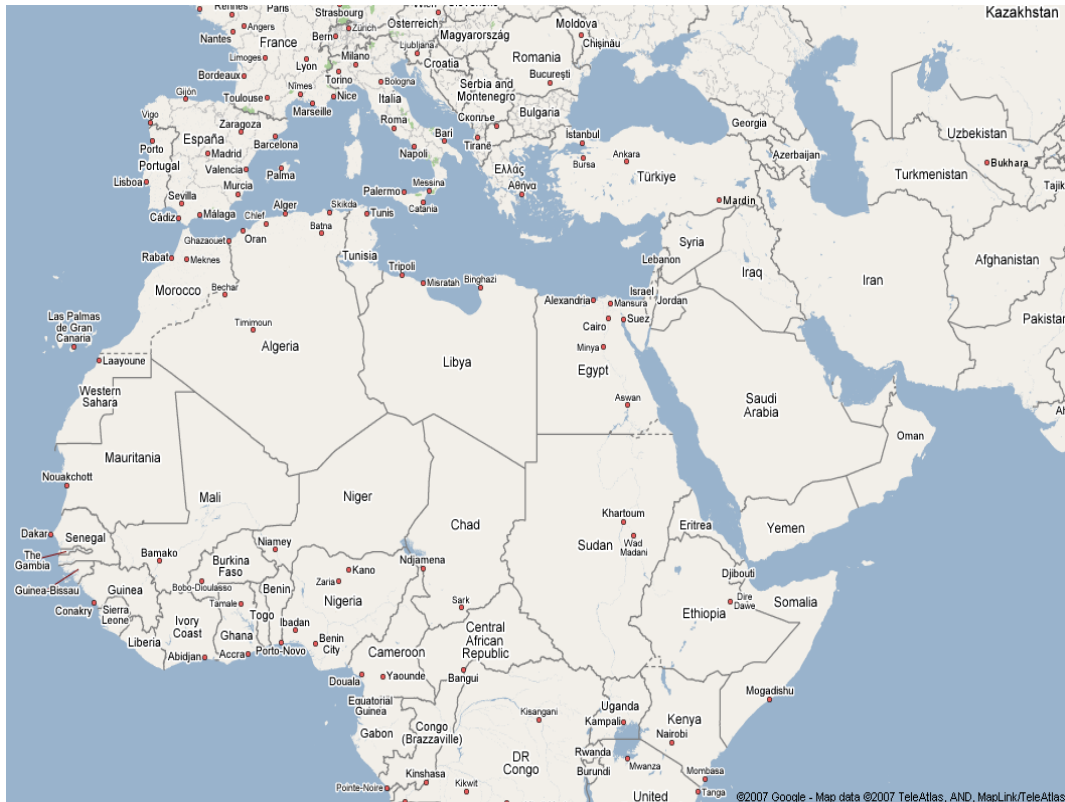 Kazakhstan
Rennes
Paris
Strasbourg
Wien
Angers
Nantes
Zürich
Bern
Österreich
Magyarország
Moldova
Chişinău
France
Limoges
Lyon
Milano
Ljubljana
Croatia
Romania
Bordeaux
Torino
Bologna
Serbia and
Montenegro
Bucureşti
Gijón
Toulouse
Nîmes
Nice
Marseille
Italia
Bulgaria
Georgia
Uzbekistan
Vigo
Zaragoza
España
Barcelona
Roma
Bari
Скопље
Tiranë
İstanbul
Azerbaijan
Bukhara
Porto
Portugal
Madrid
Napoli
Bursa
Ankara
Türkiye
Turkmenistan
Tajik
Lisboa
Valencia
Palma
Ελλάς
Murcia
Sevilla
Palermo
Messina
Catania
Αθήνα
Mardin
Cádiz
Málaga
Chlef
Alger
Skikda
Tunis
Batna
Ghazaouet
Oran
Syria
Lebanon
Rabat
Meknes
Tunisia
Tripoli
Misratah
Binghazi
Iraq
Iran
Afghanistan
Morocco
Bechar
Israel
Jordan
Alexandria
Mansura
Las Palmas
de Gran
Canaria
Timimoun
Cairo
Suez
Pakistan
Algeria
Libya
Minya
Egypt
Laayoune
Western
Sahara
Aswan
Saudi
Arabia
Oman
Mauritania
Nouakchott
Mali
Niger
Chad
Khartoum
Eritrea
Yemen
Dakar
Senegal
The
Gambia
Bamako
Niamey
Sudan
Wad
Madani
Burkina
Faso
Ndjamena
Djibouti
Guinea-Bissau
Guinea
Bobo-Dioulasso
Benin
Kano
Zaria
Nigeria
Dire
Dawe
Somalia
Conakry
Sierra
Leone
Tamale
Togo
Sark
Ethiopia
Ivory
Coast
Ghana
Ibadan
Benin
City
Central
African
Republic
Liberia
Abidjan
Accra
Porto-Novo
Cameroon
Bangui
Douala
Yaounde
Mogadishu
Equatorial
Guinea
Kisangani
Uganda
Kampali
Kenya
Nairobi
Gabon
Congo
(Brazzaville)
DR
Congo
Rwanda
Burundi
Mwanza
Kinshasa
Mombasa
Pointe-Noire
Kikwit
United
Tanga
©2007 Google - Map data ©2007 TeleAtlas, AND, MapLink/TeleAtlas